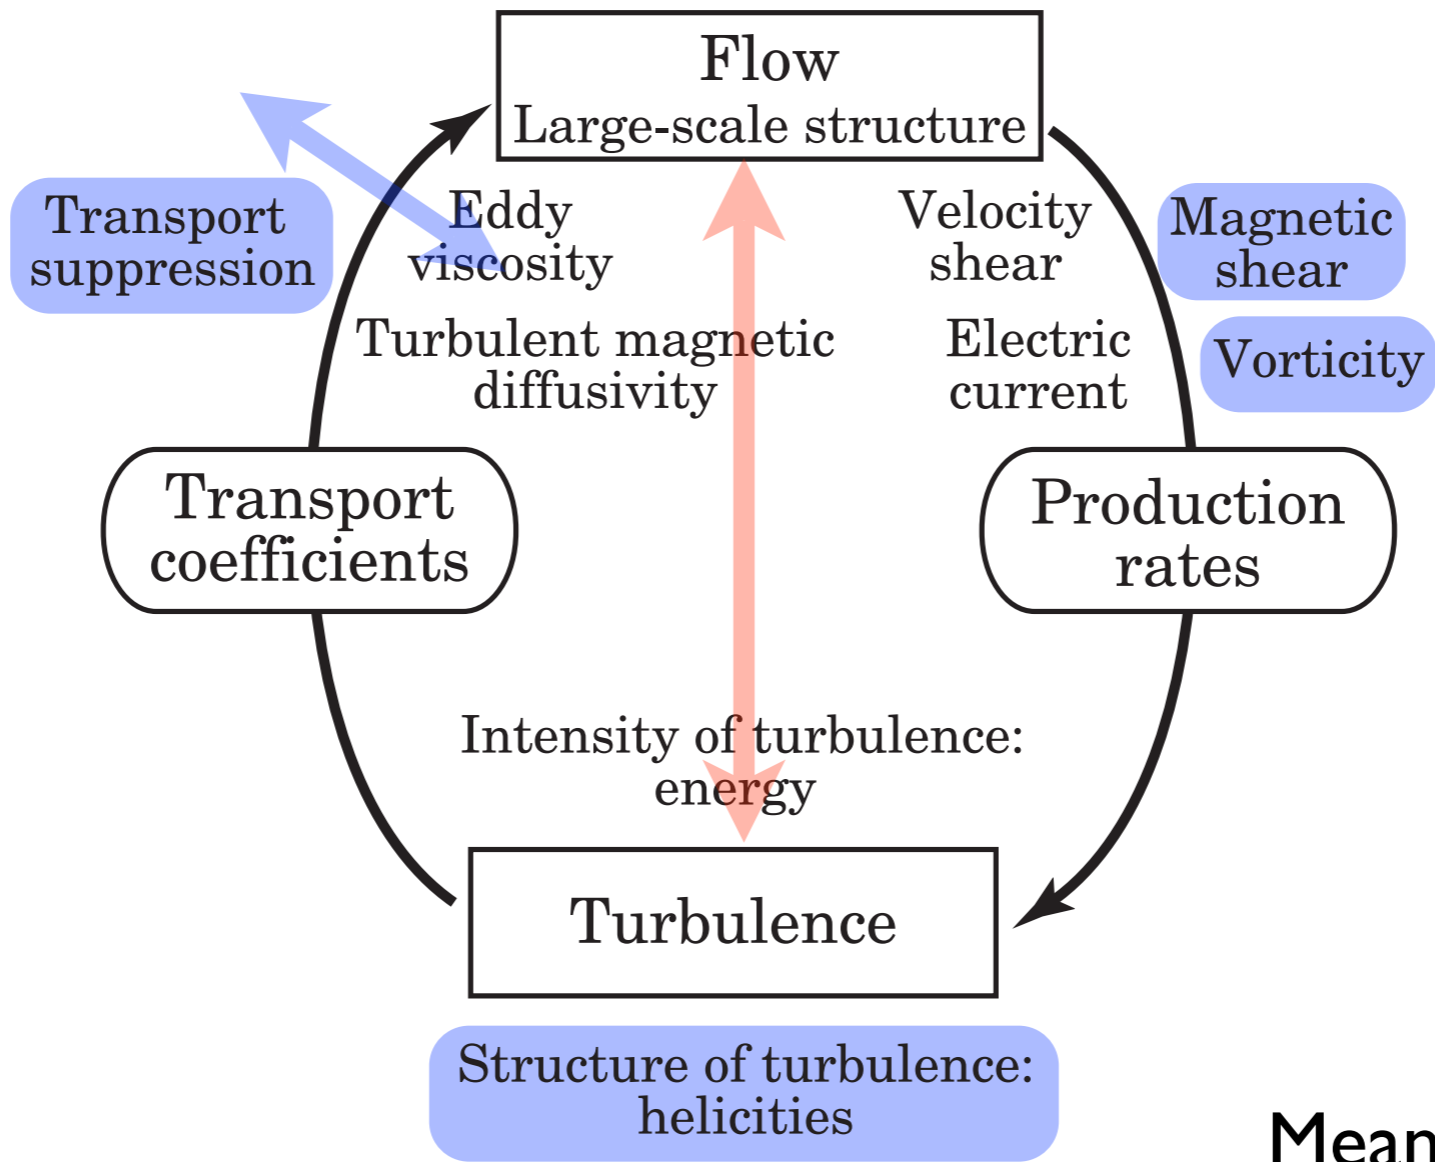 Flow
Large-scale structure
Transport
suppression
Eddy
viscosity
Velocity
shear
Magnetic
shear
Turbulent magnetic
diffusivity
Electric
current
Vorticity
Transport
coefficients
Production
rates
Intensity of turbulence:
energy
Turbulence
Structure of turbulence:
helicities
Mean